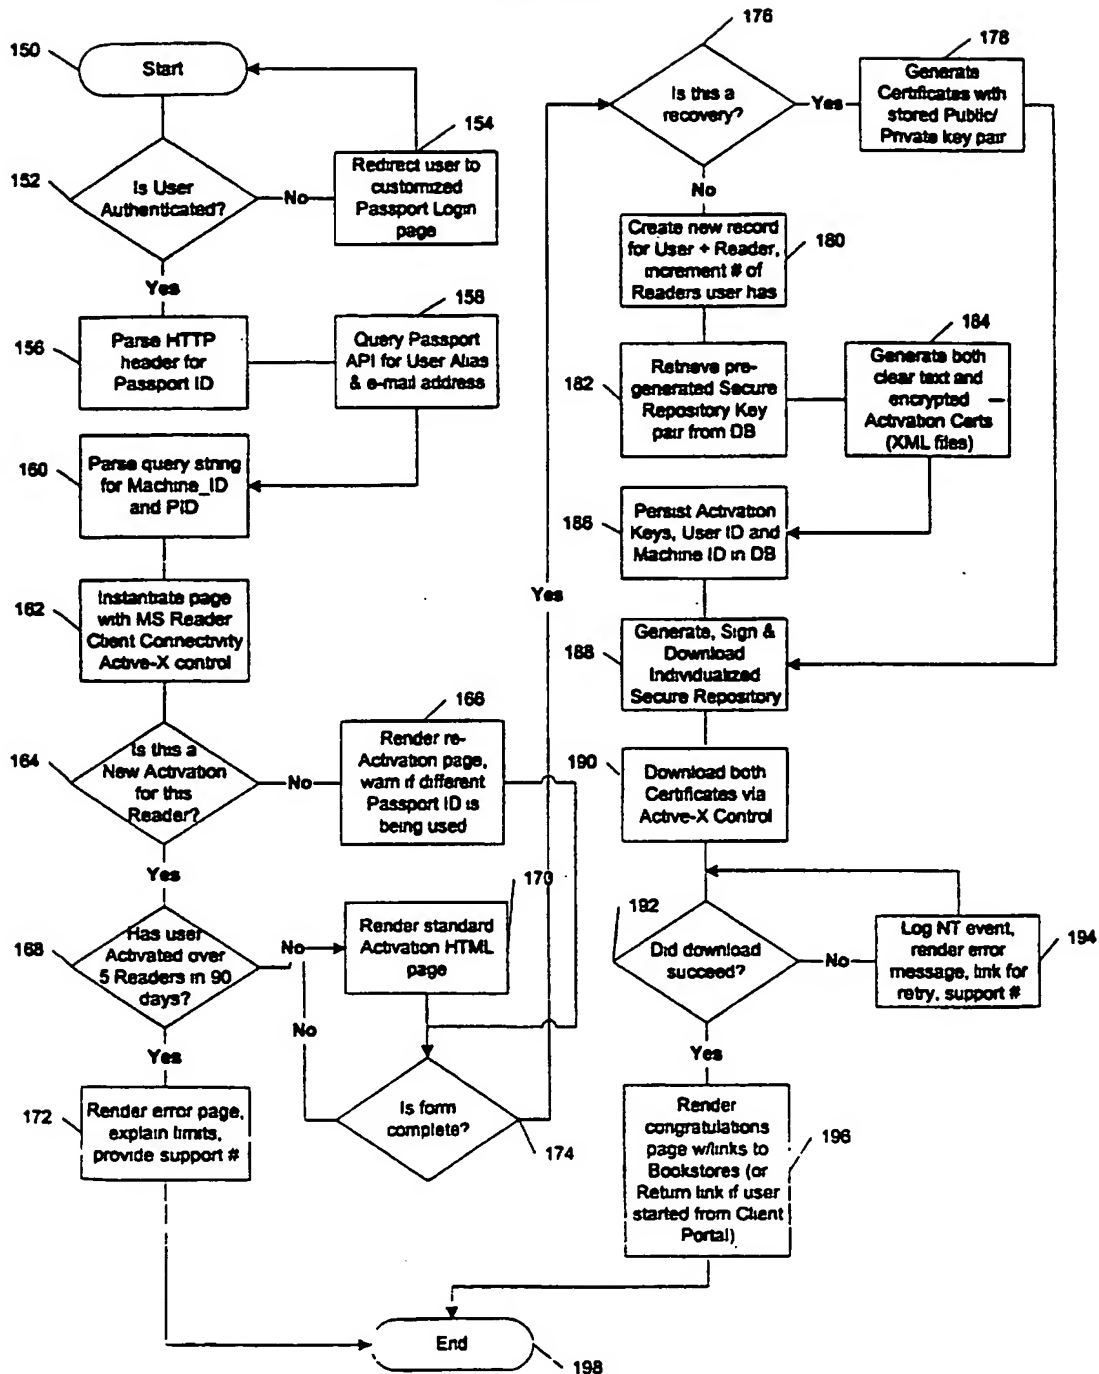 150
Start
154
Redirect user to
customized
Passport Login
page
152
Is User
Authenticated?
No
Yes
156
Parse HTTP
header for
Passport ID
158
Query Passport
API for User Alias
& e-mail address
160
Parse query string
for Machine_ID
and PID
162
Instantiate page
with MS Reader
Client Connectivity
Active-X control
164
Is this a
New Activation
for this
Reader?
No
166
Render re-
Activation page,
warn if different
Passport ID is
being used
Yes
168
Has user
Activated over
5 Readers in 90
days?
No
170
Render standard
Activation HTML
page
No
Yes
172
Render error page,
explain limits,
provide support #
Is form
complete?
174
Yes
176
Is this a
recovery?
Yes
178
Generate
Certificates with
stored Public/
Private key pair
No
Create new record
for User + Reader,
increment # of
Readers user has
180
182
Retrieve pre-
generated Secure
Repository Key
pair from DB
184
Generate both
clear text and
encrypted
Activation Certs
(XML files)
186
Persist Activation
Keys, User ID and
Machine ID in DB
188
Generate, Sign &
Download
Individualized
Secure Repository
190
Download both
Certificates via
Active-X Control
192
Did download
succeed?
No
Log NT event,
render error
message, link for
retry, support #
194
Yes
Render
congratulations
page w/links to
Bookstores (or
Return link if user
started from Client
Portal)
196
End
198